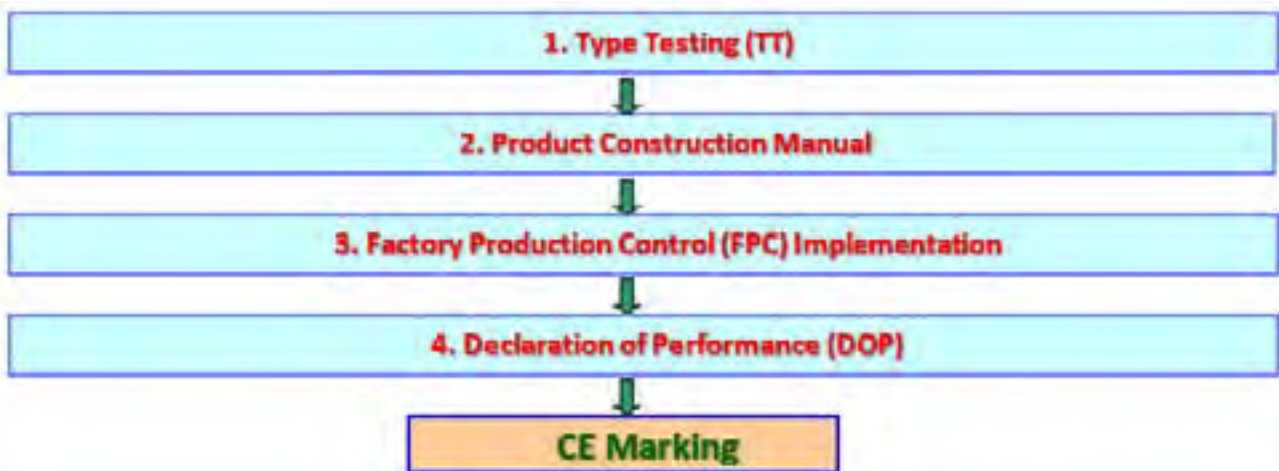 1. Type Testing (TT)
2. Product Construction Manual
3. Factory Production Control (FPC) Implementation
4. Declaration of Performance (DOP)
CE Marking